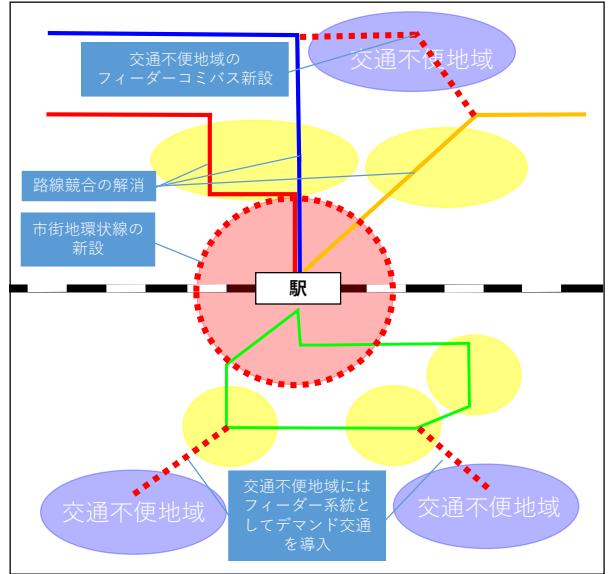 交通不便地域の
フィーダーコミバス新設
交通不便地域
路線競合の解消
市街地環状線の
新設
駅
交通不便地域
交通不便地域には
フィーダー系統と
してデマンド交通
を導入
交通不便地域